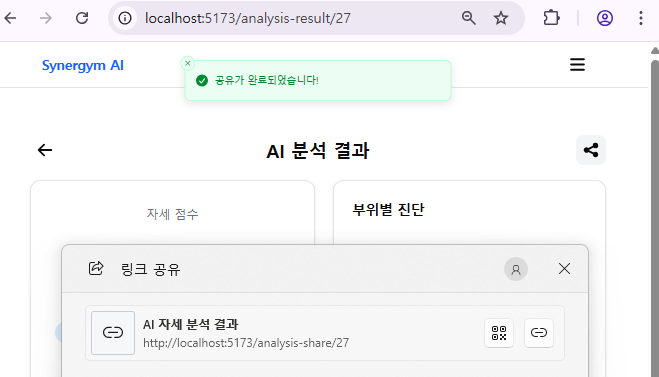 localhost:5173/analysis-result/27
Synergym AI
공유가 완료되었습니다!
AI 분석 결과
자세 점수
부위별 진단
링크 공유
AI 자세 분석 결과
http://localhost:5173/analysis-share/27